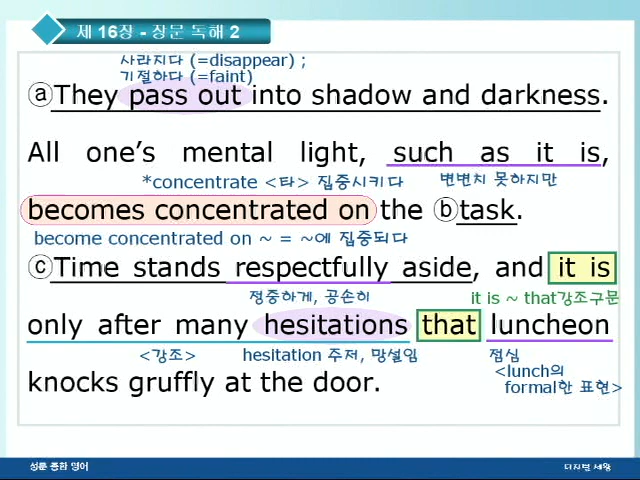 제 16장 - 장문 독해 2
사라지다 (=disappear) ;
기절하다 (=faint)
ⓐThey pass out into shadow and darkness.
All one's mental light, such as it is,
*concentrate <타> 집중시키다 변변치 못하지만
becomes concentrated on the ⓑtask.
become concentrated on ~ = ~에 집중되다
ⓒTime stands respectfully aside, and it is
정중하게, 공손히 it is ~ that강조구문
only after many hesitations that luncheon
<강조> hesitation 주저, 망설임 점심
<lunch의
knocks gruffly at the door.
formal한 표현>
성문 종합 영어 디지털 세상